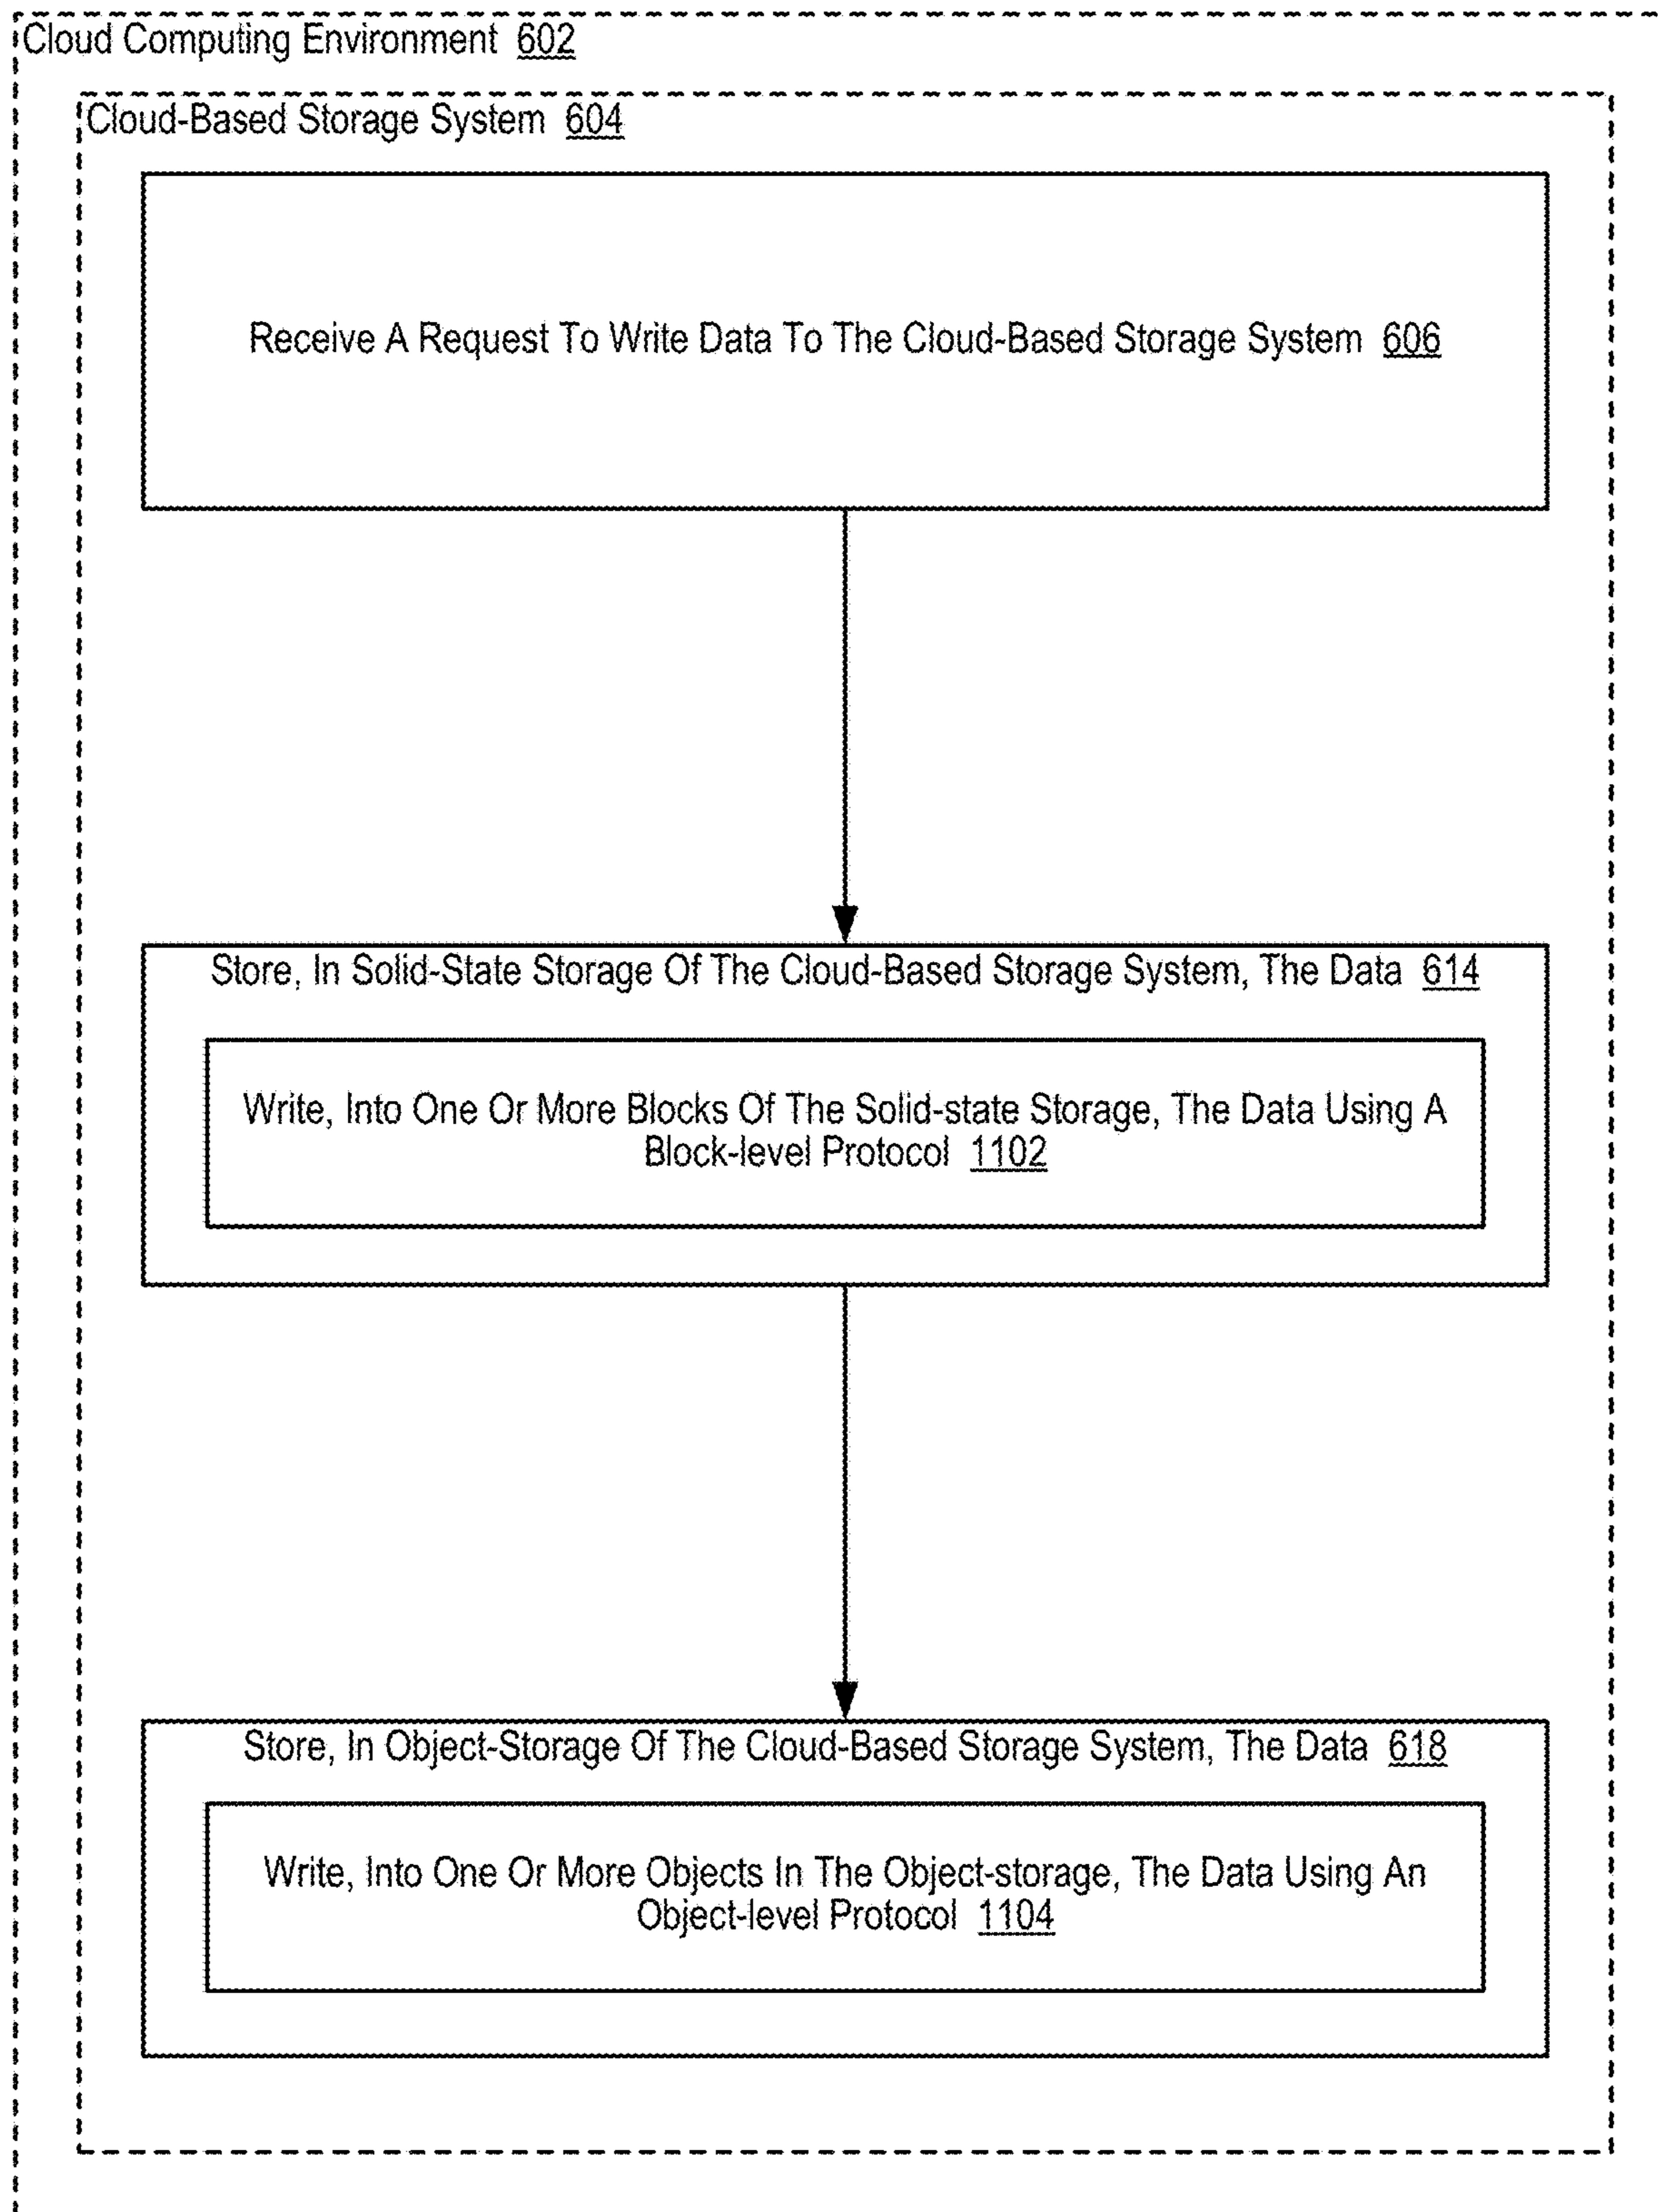 Cloud Computing Environment 602
Cloud-Based Storage System 604
Receive A Request To Write Data To The Cloud-Based Storage System 606
Store, In Solid-State Storage Of The Cloud-Based Storage System, The Data 614
Write, Into One Or More Blocks Of The Solid-state Storage, The Data Using A
Block-level Protocol 1102
Store, In Object-Storage Of The Cloud-Based Storage System, The Data 618
Write, Into One Or More Objects In The Object-storage, The Data Using An
Object-level Protocol 1104